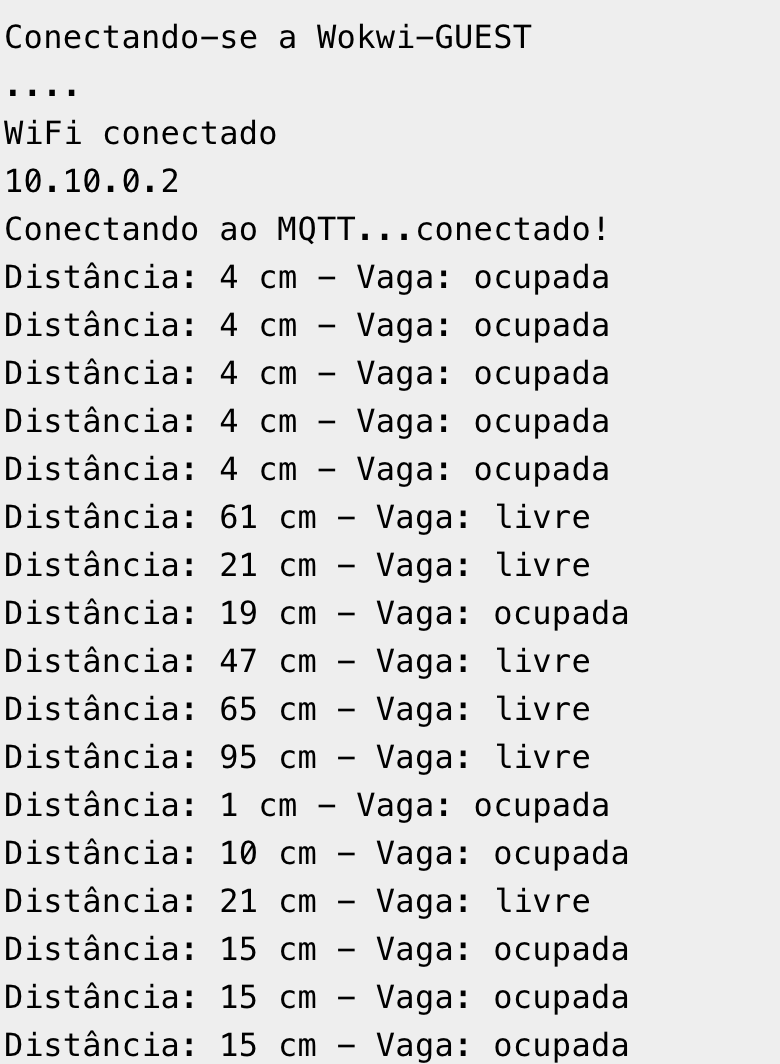 Conectando-se a Wokwi-GUEST
....
WiFi conectado
10.10.0.2
Conectando ao MQTT...conectado!
Distância: 4 cm - Vaga: ocupada
Distância: 4 cm - Vaga: ocupada
Distância: 4 cm - Vaga: ocupada
Distância: 4 cm - Vaga: ocupada
Distância: 4 cm - Vaga: ocupada
Distância: 61 cm - Vaga: livre
Distância: 21 cm - Vaga: livre
Distância: 19 cm - Vaga: ocupada
Distância: 47 cm - Vaga: livre
Distância: 65 cm - Vaga: livre
Distância: 95 cm - Vaga: livre
Distância: 1 cm - Vaga: ocupada
Distância: 10 cm - Vaga: ocupada
Distância: 21 cm - Vaga: livre
Distância: 15 cm - Vaga: ocupada
Distância: 15 cm - Vaga: ocupada
Distância: 15 cm - Vaga: ocupada